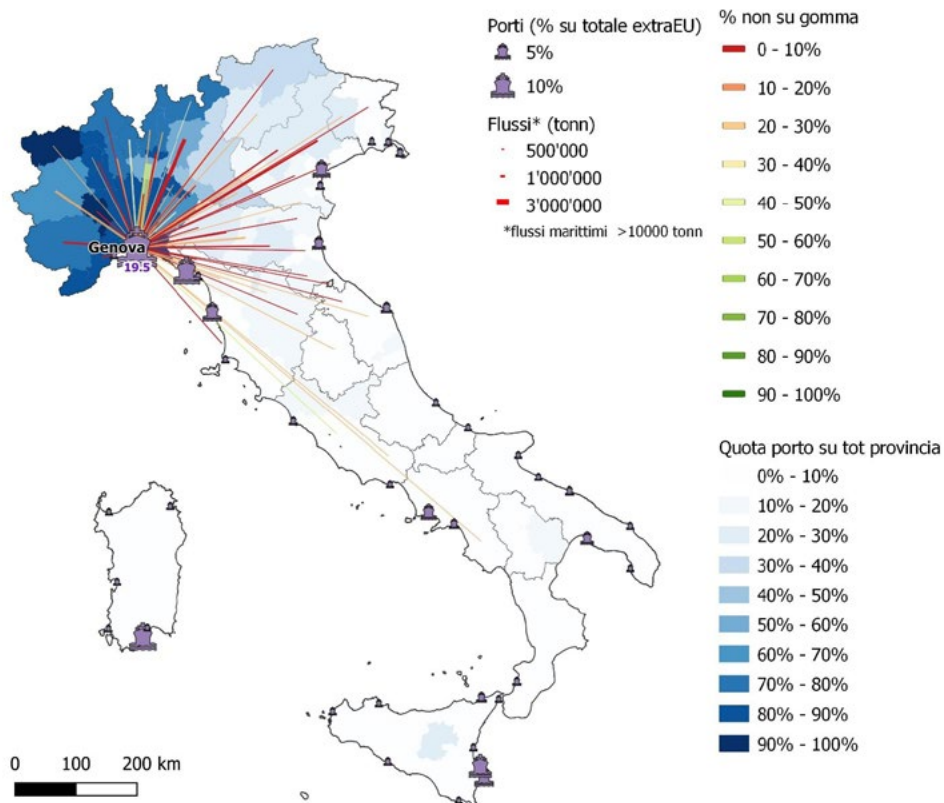 Porti (% su totale extraEU)
5%
10%
Flussi* (tonn)
500'000
1'000'000
3'000'000
*flussi marittimi >10000 tonn
% non su gomma
0 - 10%
10 - 20%
20 - 30%
30 - 40%
40 - 50%
50 - 60%
60 - 70%
70 - 80%
80 - 90%
90 - 100%
Genova
19.5
Quota porto su tot provincia
0% - 10%
10% - 20%
20% - 30%
30% - 40%
40% - 50%
50% - 60%
60% - 70%
70% - 80%
80% - 90%
90% - 100%
0 100 200 km